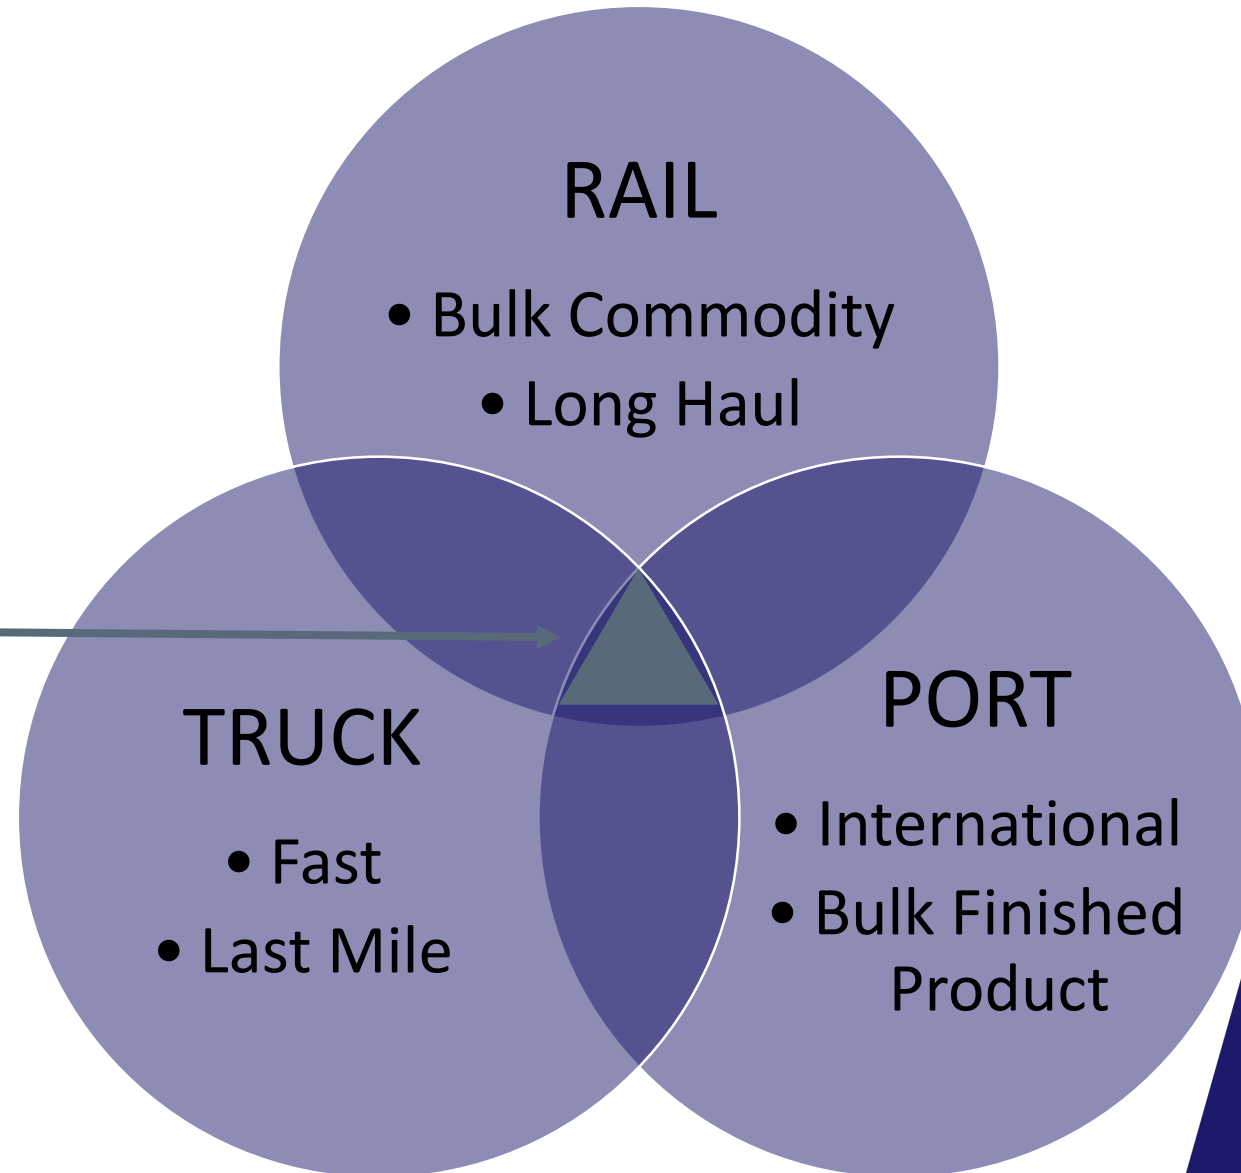 RAIL
• Bulk Commodity
• Long Haul
TRUCK
• Fast
• Last Mile
PORT
• International
• Bulk Finished
Product